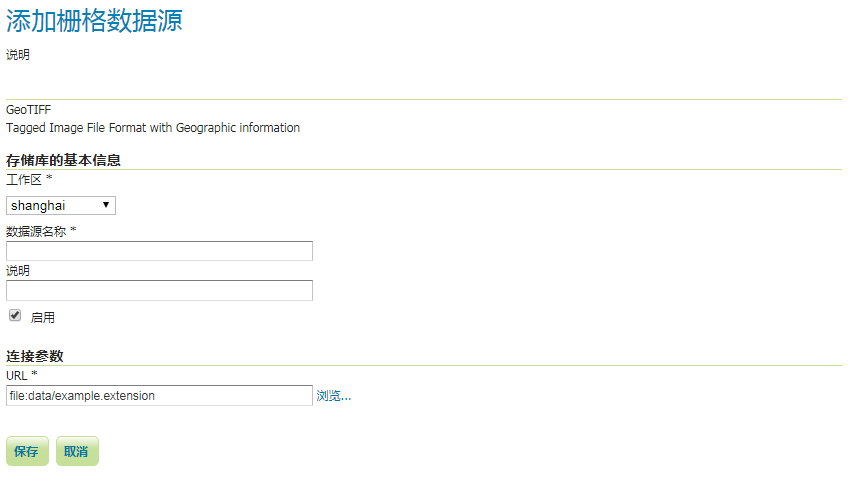 添加栅格数据源
说明
GeoTIFF
Tagged Image File Format with Geographic information
存储库的基本信息
工作区 *
shanghai
数据源名称 *
说明
启用
连接参数
URL *
file:data/example.extension 浏览...
保存 取消